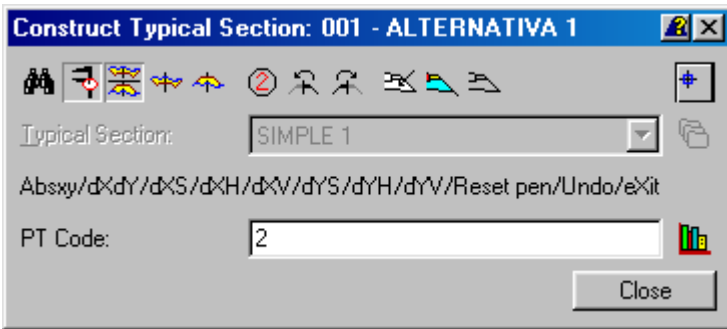 Construct Typical Section: 001 - ALTERNATIVA 1
2
Typical Section: SIMPLE 1
Absxy/dXdY/dXS/dXH/dXV/dYS/dYH/dYV/Reset pen/Undo/eXit
PT Code: 2
Close